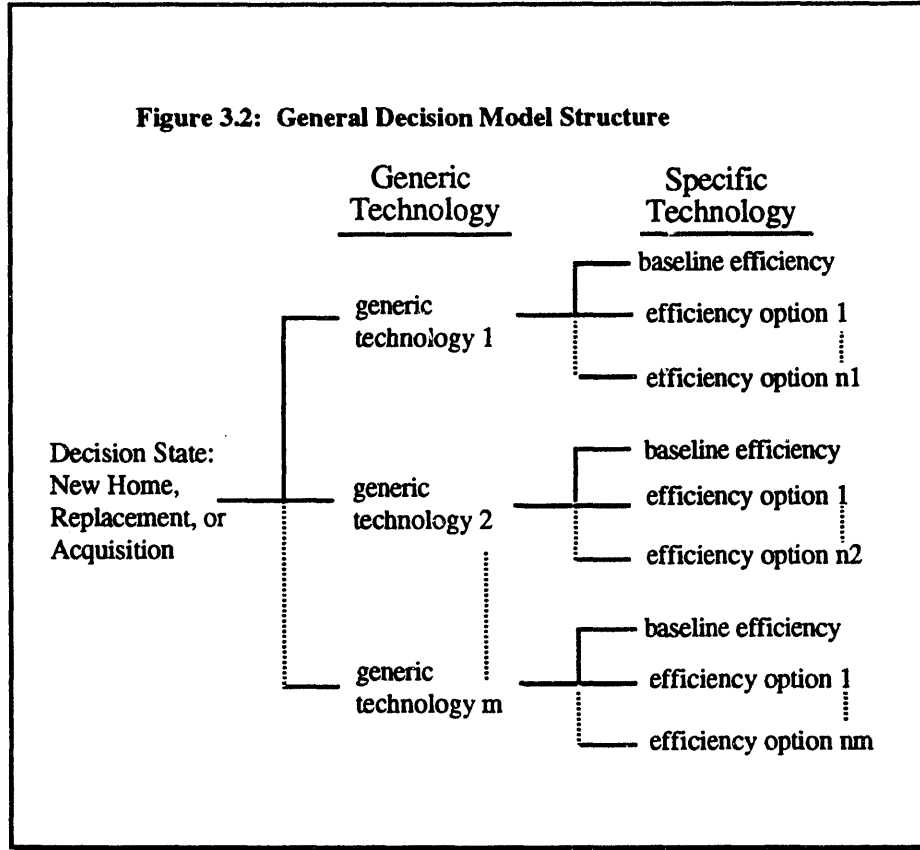 Figure 3.2: General Decision Model Structure
Generic
Technology
Specific
Technology
baseline efficiency
generic
technology 1
efficiency option 1
efficiency option n1
Decision State:
New Home,
Replacement, or
Acquisition
baseline efficiency
generic
technology 2
efficiency option 1
efficiency option n2
baseline efficiency
generic
technology m
efficiency option 1
efficiency option nm